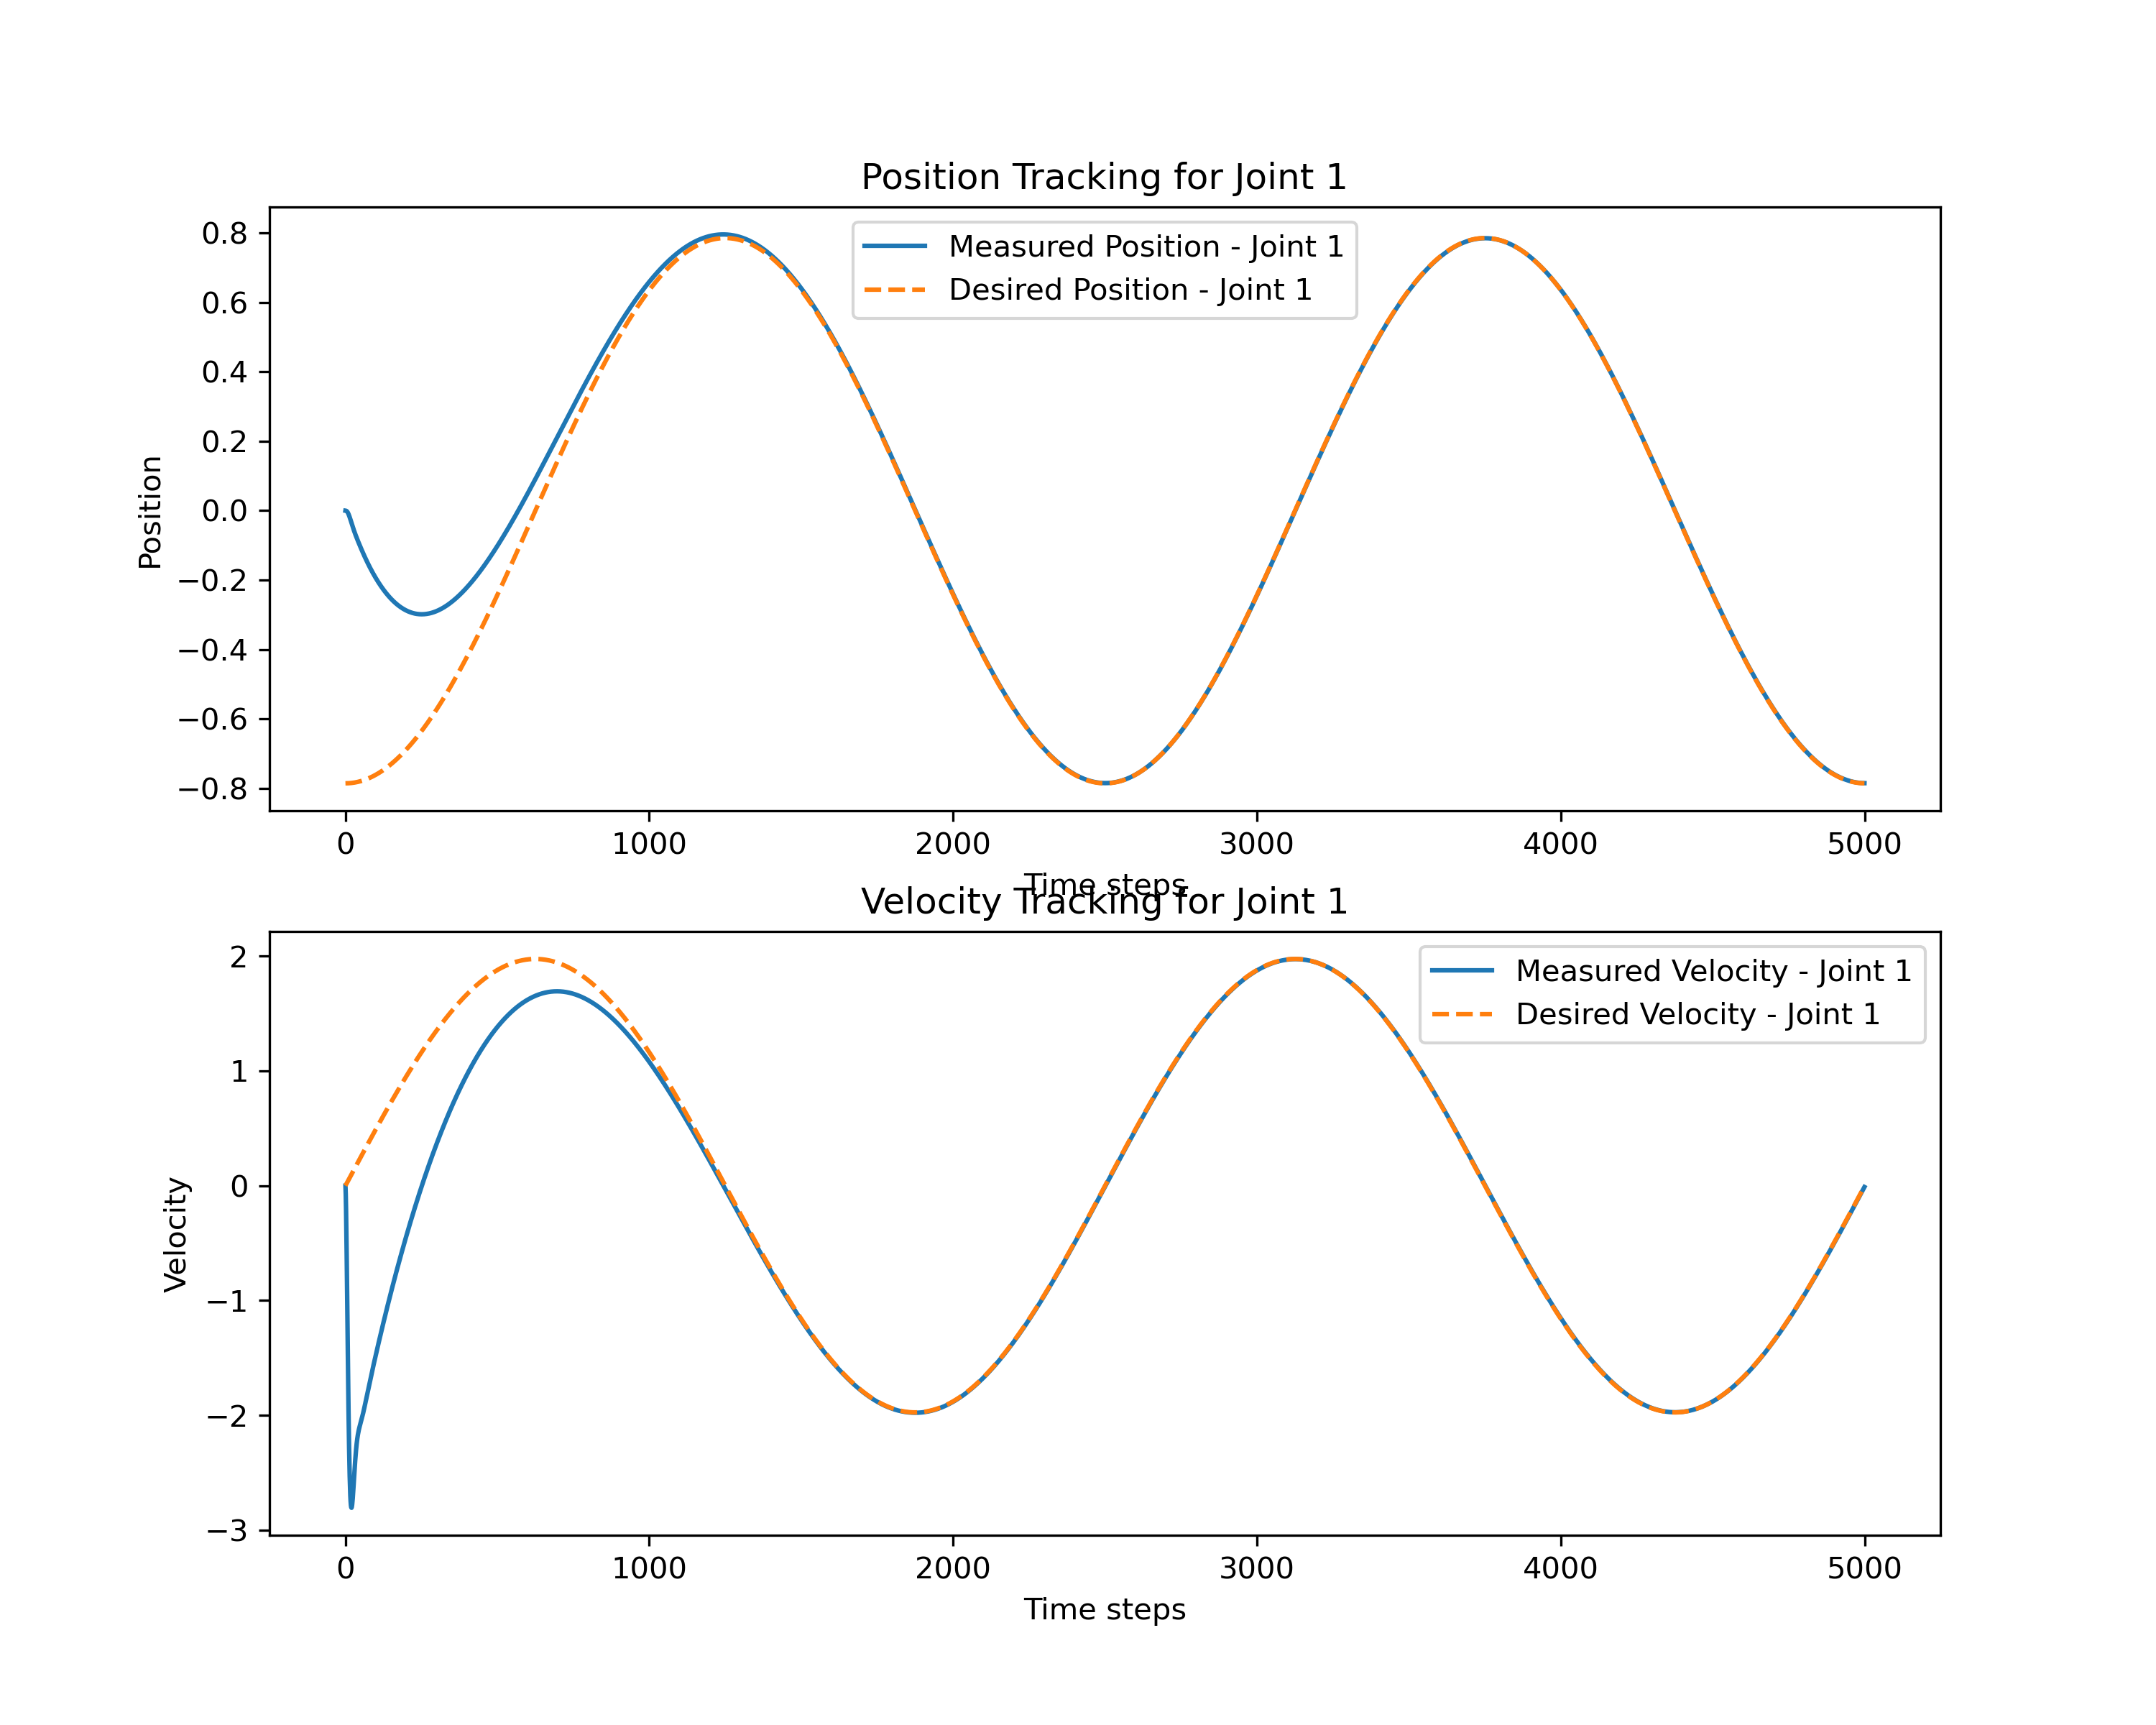 Position Tracking for Joint 1
Measured Position - Joint 1
Desired Position - Joint 1
Position
0.8
0.6
0.4
0.2
0.0
−0.2
−0.4
−0.6
−0.8
0 1000 2000 3000 4000 5000
Time steps
Velocity Tracking for Joint 1
Measured Velocity - Joint 1
Desired Velocity - Joint 1
Velocity
2
1
0
−1
−2
−3
0 1000 2000 3000 4000 5000
Time steps